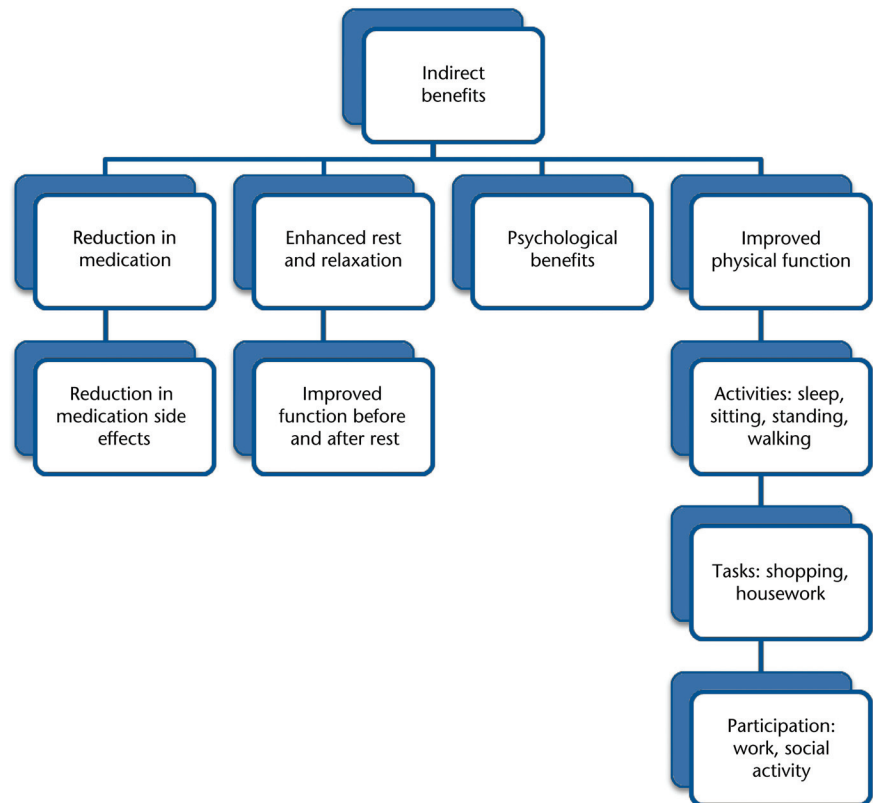 Indirect
benefits
Reduction in
medication
Enhanced rest
and relaxation
Psychological
benefits
Improved
physical function
Reduction in
medication side
effects
Improved
function before
and after rest
Activities: sleep,
sitting, standing,
walking
Tasks: shopping,
housework
Participation:
work, social
activity